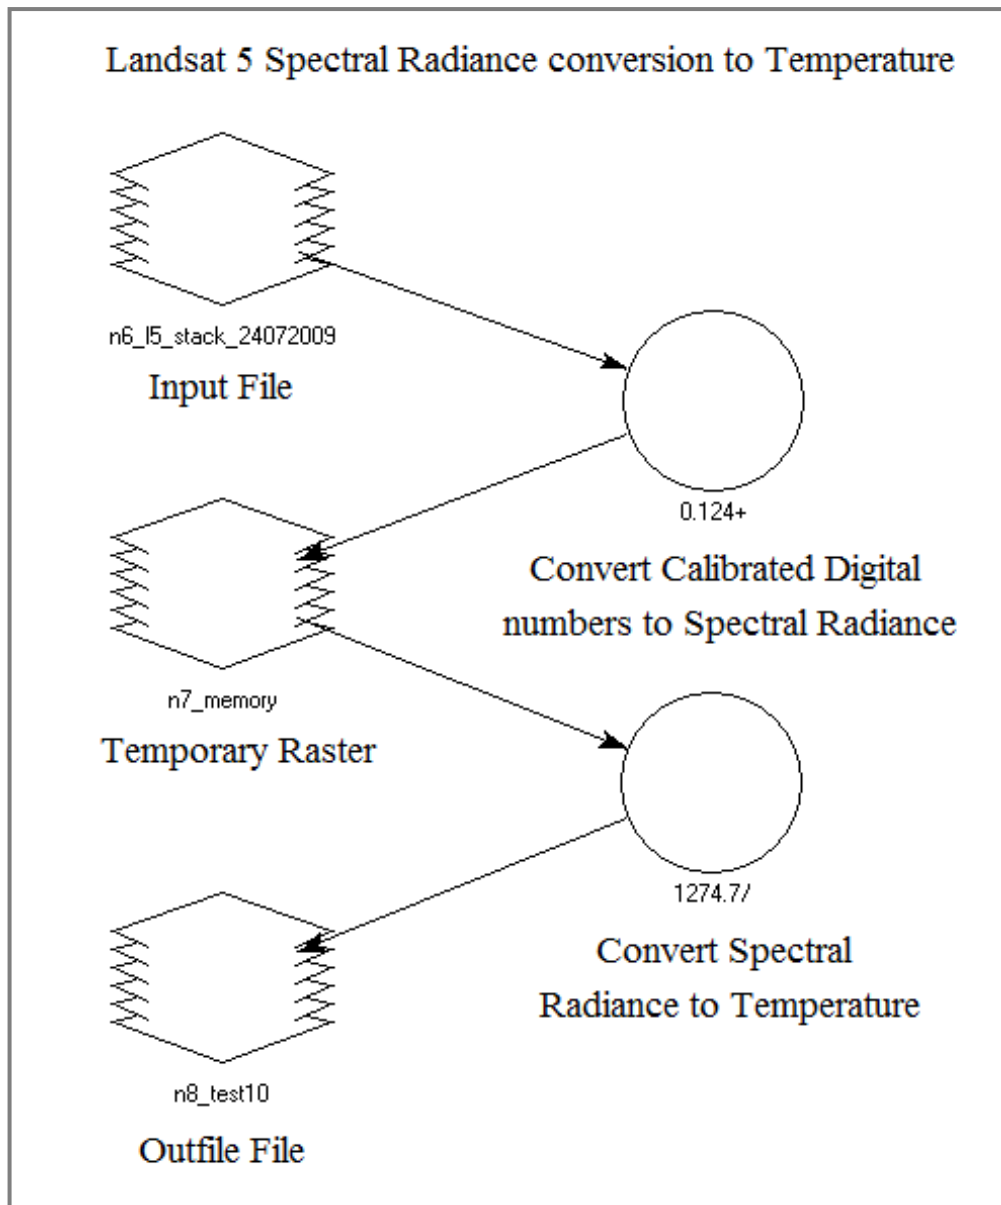 Landsat 5 Spectral Radiance conversion to Temperature
n6_l5_stack_24072009
Input File
0.124+
Convert Calibrated Digital
numbers to Spectral Radiance
n7_memory
Temporary Raster
1274.7/
Convert Spectral
Radiance to Temperature
n8_test10
Outfile File